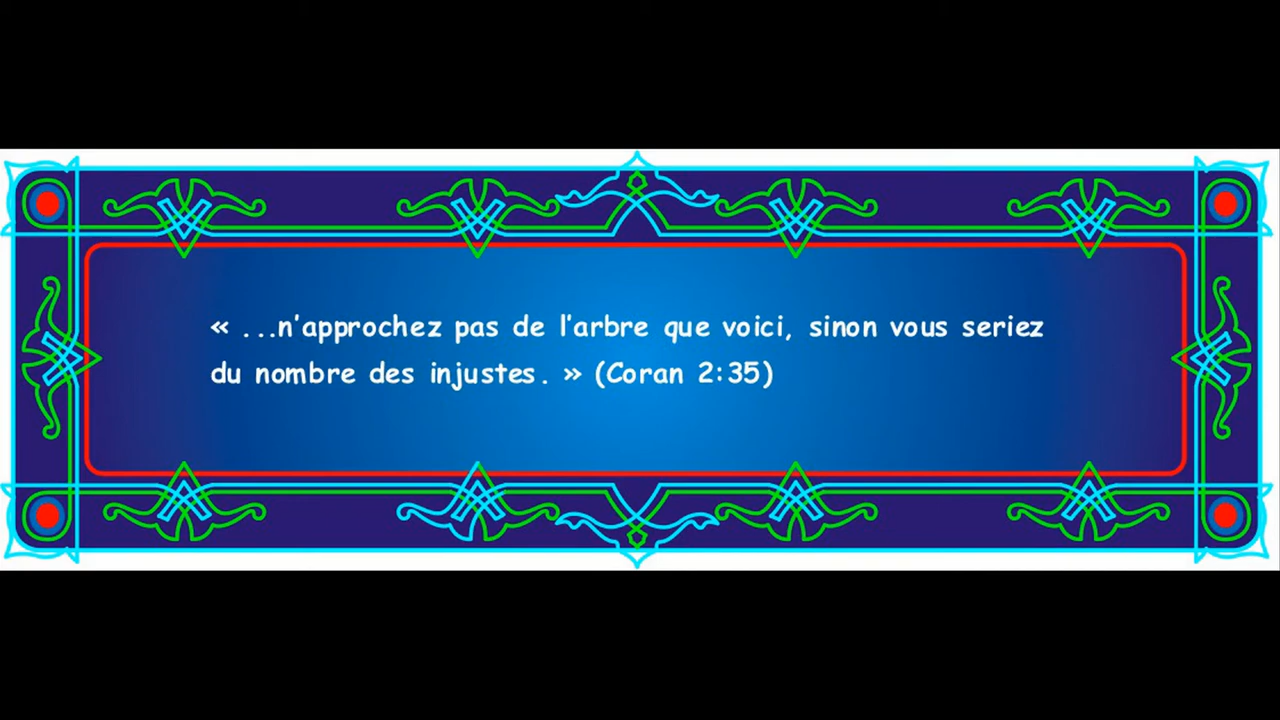 « ...n'approchez pas de l'arbre que voici, sinon vous seriez
du nombre des injustes. » (Coran 2:35)